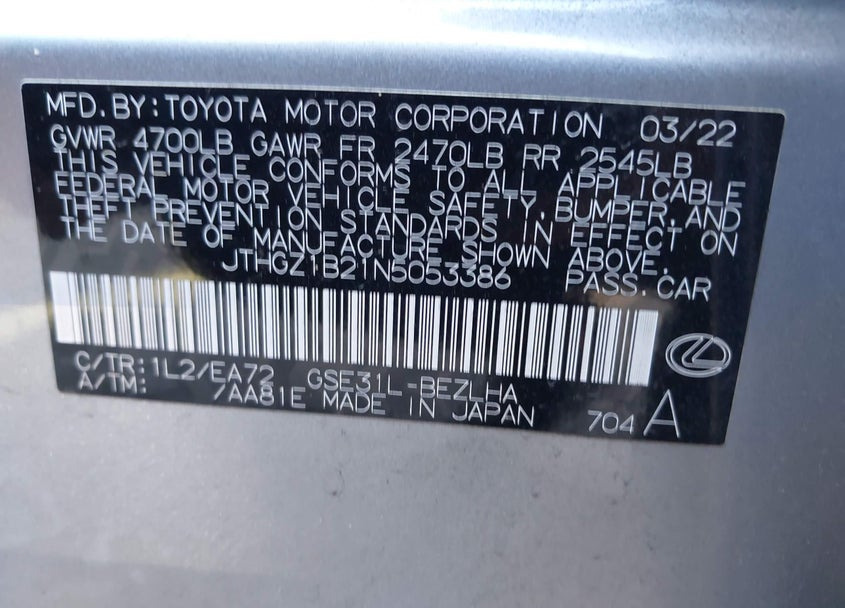 MFD.BY:TOYOTA MOTOR CORPORATION 03/22
GVWR 4700LB GAWR FR 2470LB RR 2545LB
THIS VEHICLE CONFORMS TO ALL APPLICABLE
FEDERAL MOTOR VEHICLE SAFETY,BUMPER,AND
THEFT PREVENTION STANDARDS IN EFFECT ON
THE DATE OF MANUFACTURE SHOWN ABOVE.
JTHGZ1B21N5053386 PASS.CAR
C/TR:1L2/EA72 GSE31L-BEZLHA
A/TM: /AA81E MADE IN JAPAN 704 A